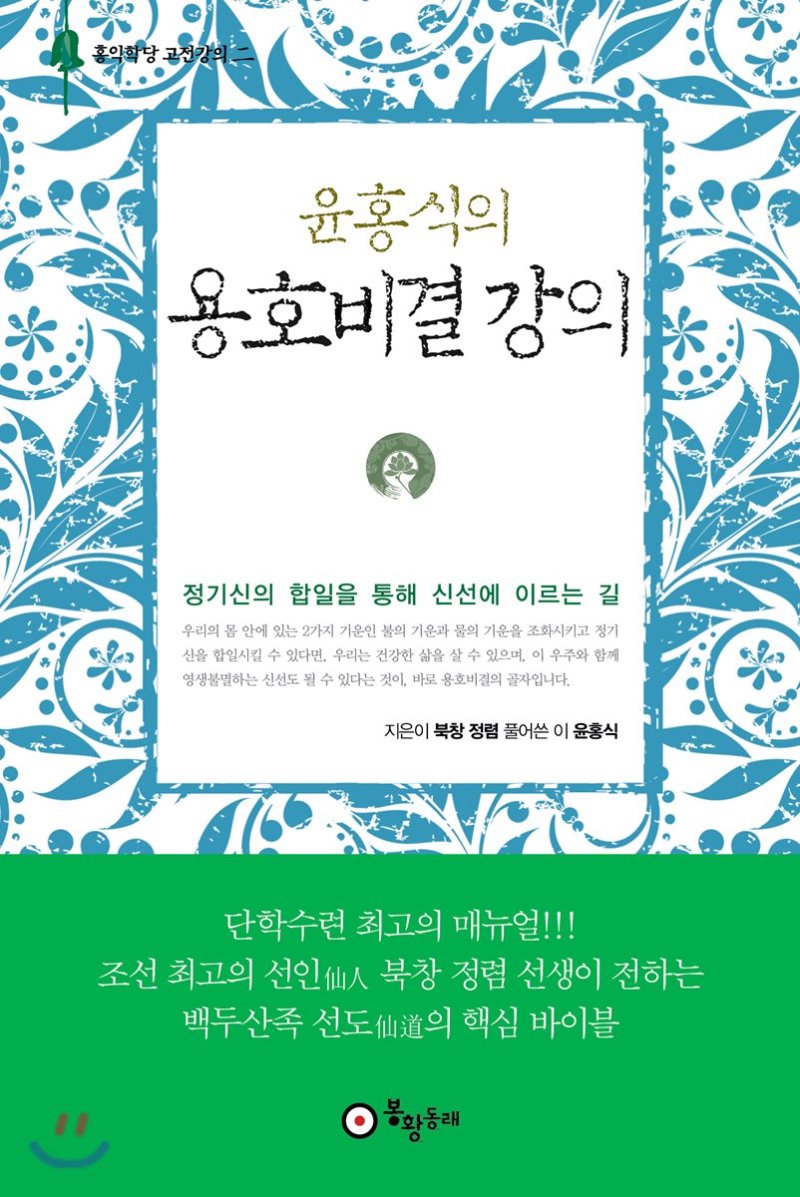 홍익학당 고전강의 二
윤홍식의
용호비결 강의
정기신의 합일을 통해 신선에 이르는 길
우리의 몸 안에 있는 2가지 기운인 불의 기운과 물의 기운을 조화시키고 정기
신을 합일시킬 수 있다면, 우리는 건강한 삶을 살 수 있으며, 이 우주와 함께
영생불멸하는 신선도 될 수 있다는 것이, 바로 용호비결의 골자입니다.
지은이 북창 정렴 풀어쓴 이 윤홍식
단학수련 최고의 매뉴얼!!!
조선 최고의 선인仙人 북창 정렴 선생이 전하는
백두산족 선도仙道의 핵심 바이블
봉황동래